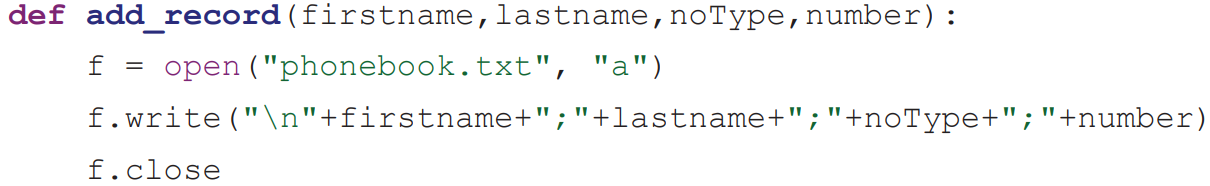 def add_record(firstname,lastname,noType,number):
    f = open("phonebook.txt", "a")
    f.write("\n"+firstname+";"+lastname+";"+noType+";"+number)
    f.close